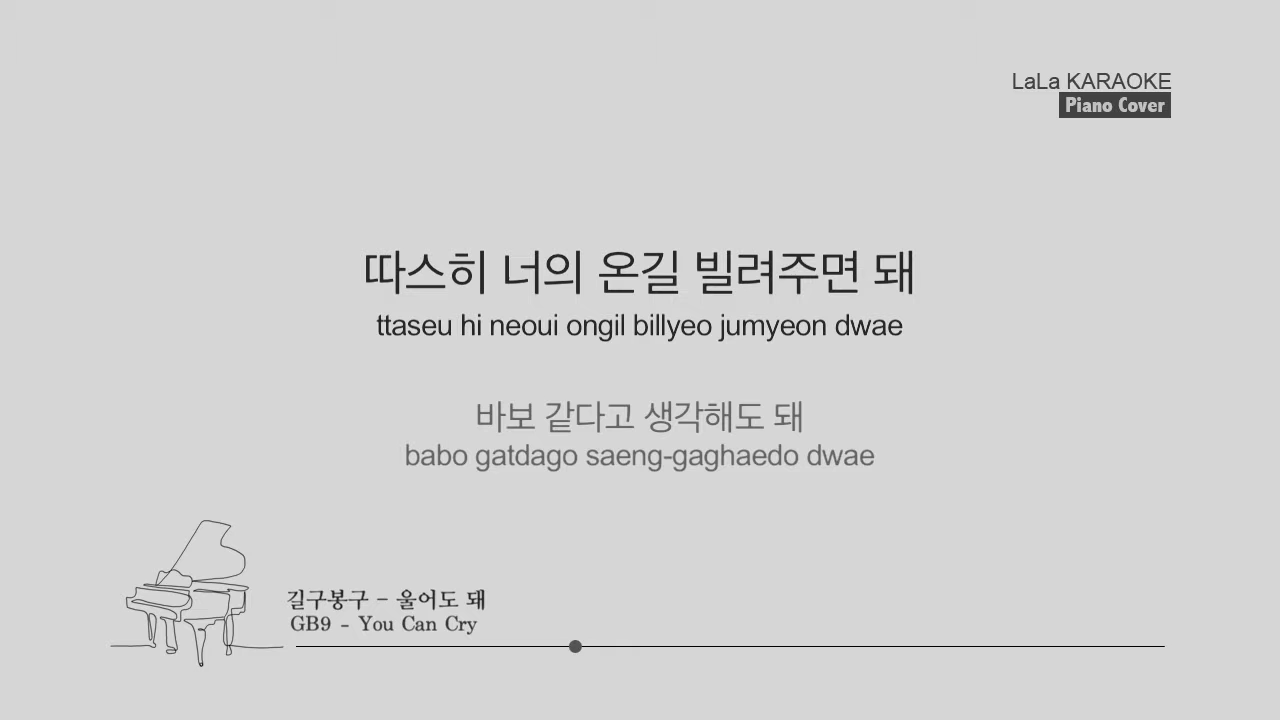 LaLa KARAOKE
Piano Cover
따스히 너의 온길 빌려주면 돼
ttaseu hi neoui ongil billyeo jumyeon dwae
바보 같다고 생각해도 돼
babo gatdago saeng-gaghaedo dwae
길구봉구 - 울어도 돼
GB9 - You Can Cry